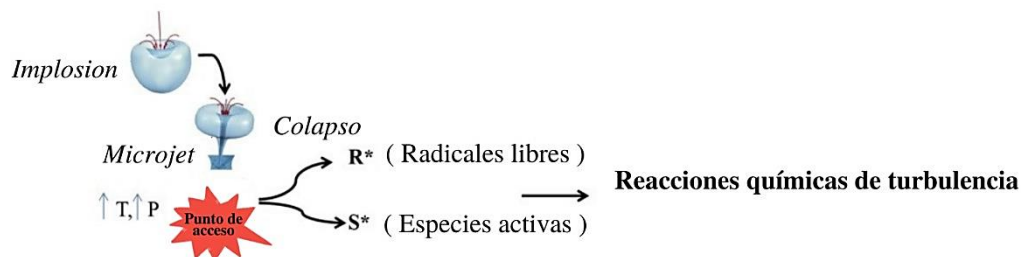 Implosion
Colapso
Microjet
R* ( Radicales libres )
Reacciones químicas de turbulencia
↑ T,↑ P
Punto de
acceso
S* ( Especies activas )